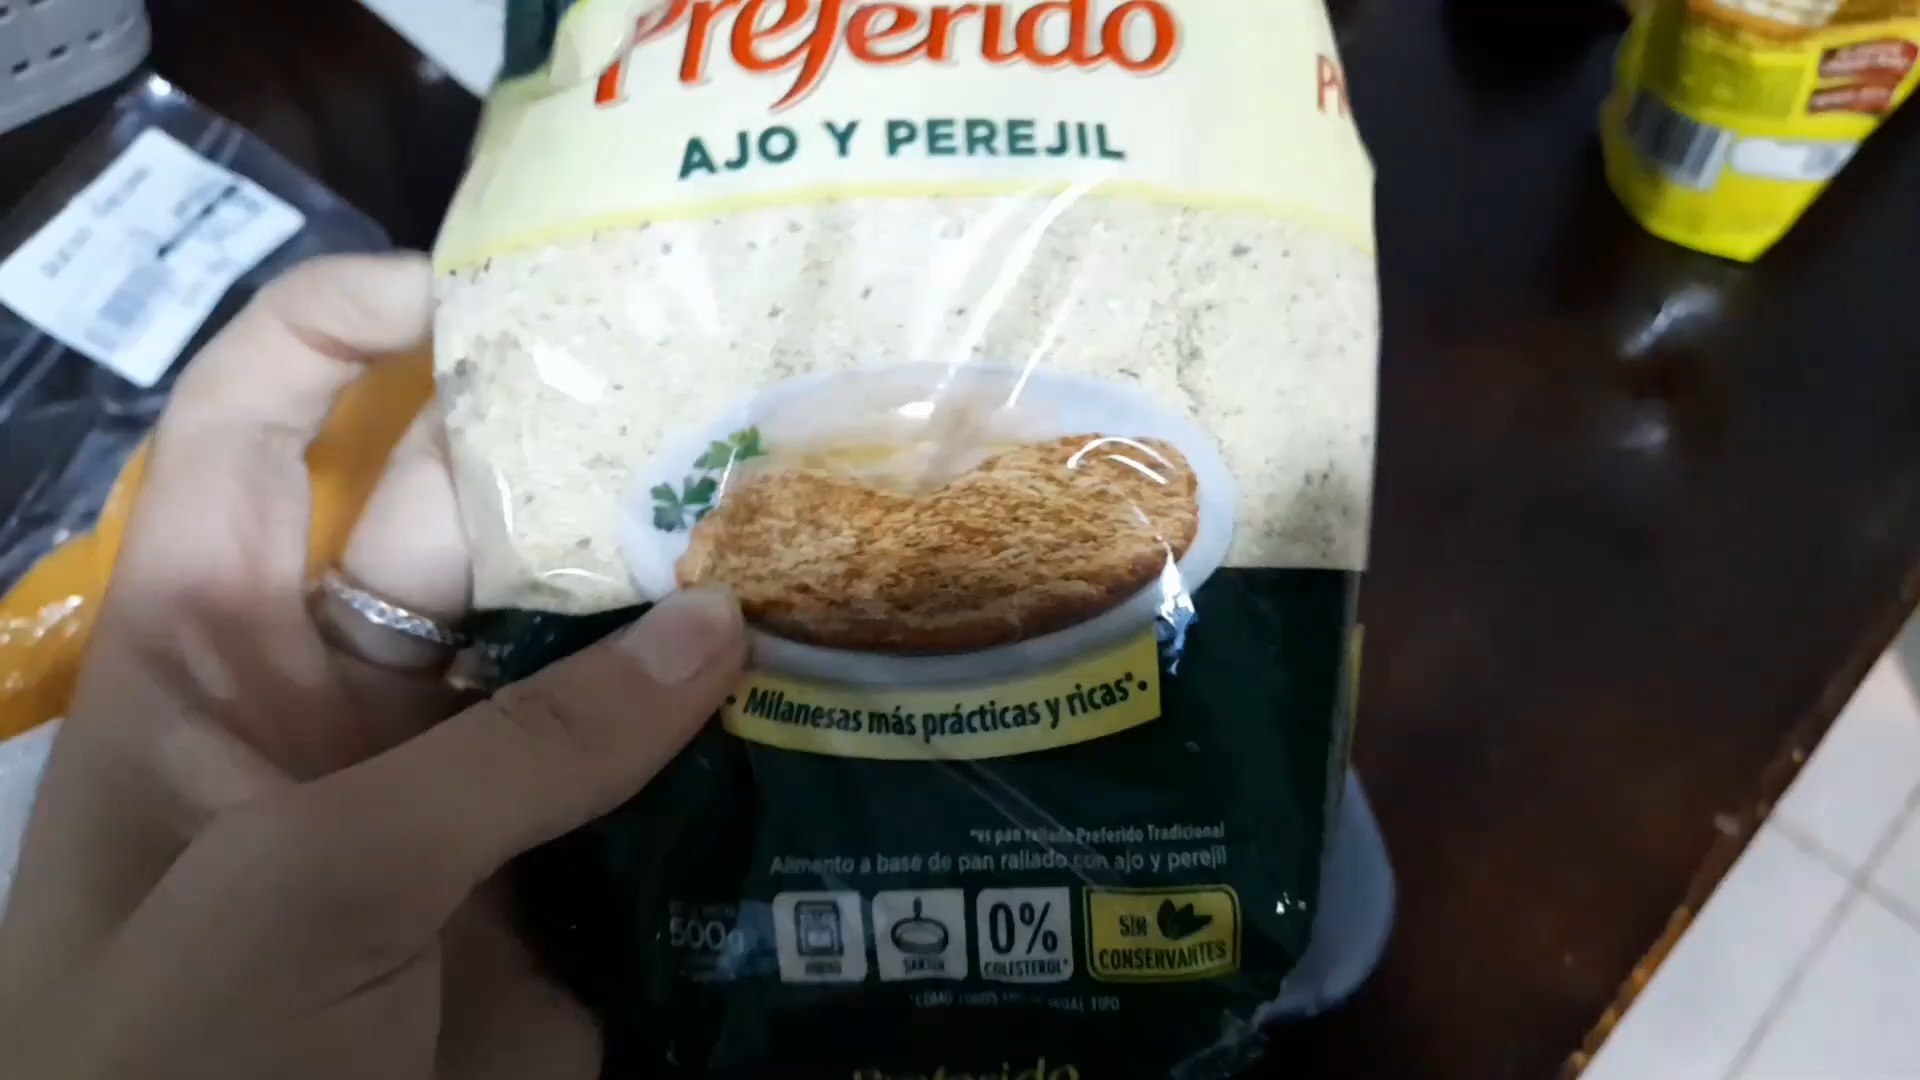 Preferido
AJO Y PEREJIL
• Milanesas más prácticas y ricas*•
*vs pan rallado Preferido Tradicional
Alimento a base de pan rallado con ajo y perejil
500g
HORNO
SARTÉN
0%
COLESTEROL*
SIN
CONSERVANTES
Preferido